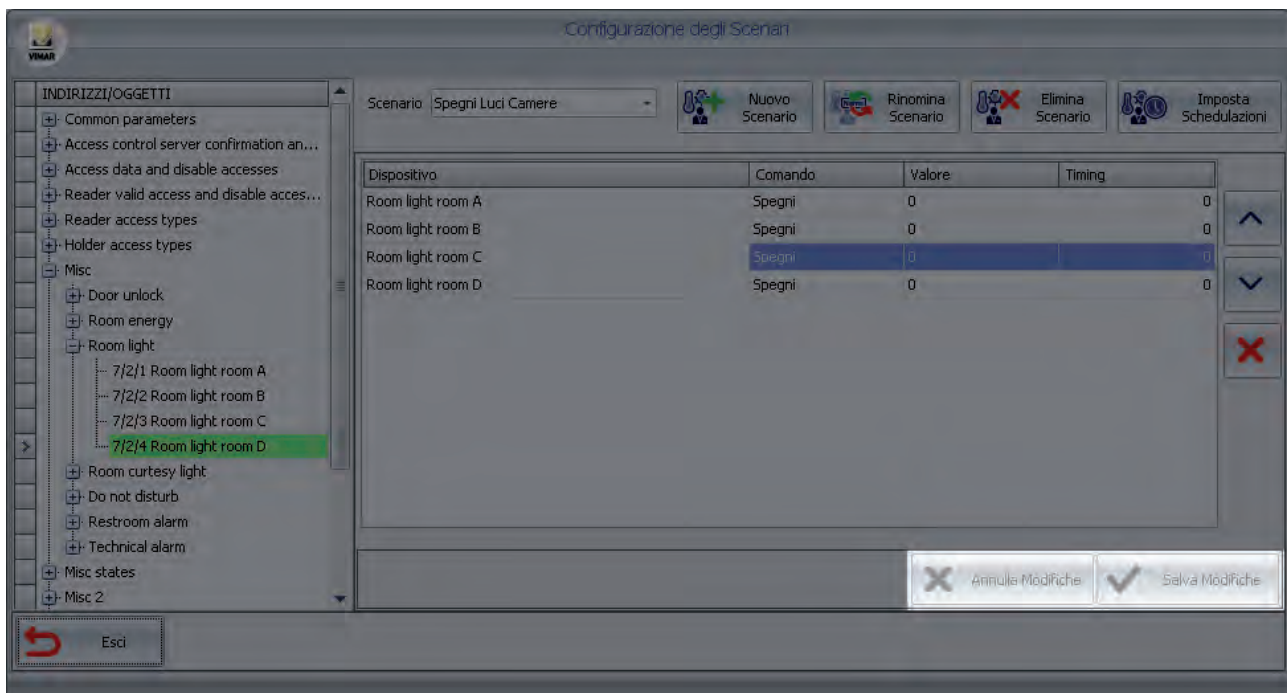 Configurazione degli Scenari
VIMAR
INDIRIZZI/OGGETTI
Common parameters
Access control server confirmation an...
Access data and disable accesses
Reader valid access and disable acces...
Reader access types
Holder access types
Misc
Door unlock
Room energy
Room light
7/2/1 Room light room A
7/2/2 Room light room B
7/2/3 Room light room C
7/2/4 Room light room D
Room curtesy light
Do not disturb
Restroom alarm
Technical alarm
Misc states
Misc 2
Scenario Spegni Luci Camere
Nuovo
Scenario
Rinomina
Scenario
Elimina
Scenario
Imposta
Schedulazioni
Dispositivo Comando Valore Timing
Room light room A Spegni 0 0
Room light room B Spegni 0 0
Room light room C Spegni 0 0
Room light room D Spegni 0 0
Annulla Modifiche Salva Modifiche
Esci